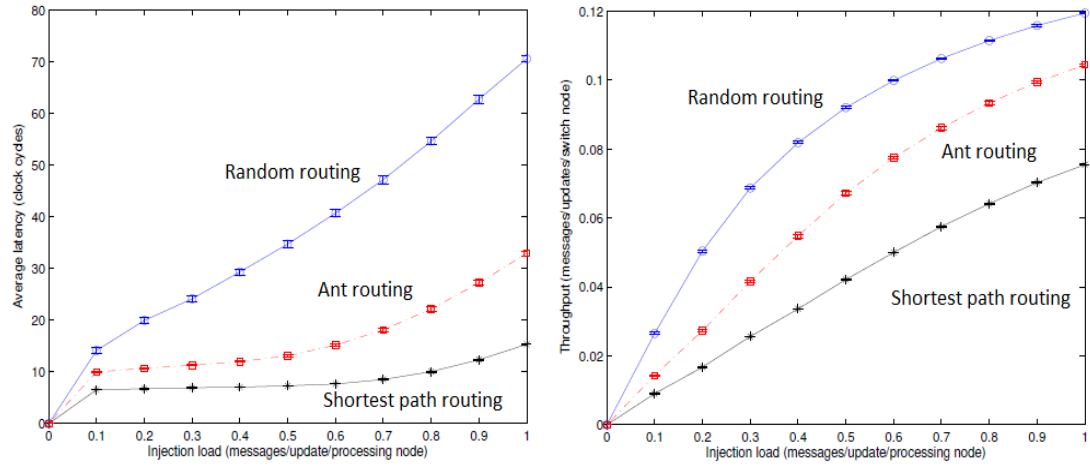 80
70
60
50
40
30
20
10
0
Average latency (clock cycles)
Random routing
Ant routing
Shortest path routing
0 0.1 0.2 0.3 0.4 0.5 0.6 0.7 0.8 0.9 1
Injection load (messages/update/processing node)
0.12
0.1
0.08
0.06
0.04
0.02
0.00
Throughput (messages/updates/switch node)
Random routing
Ant routing
Shortest path routing
0 0.1 0.2 0.3 0.4 0.5 0.6 0.7 0.8 0.9 1
Injection load (messages/update/processing node)